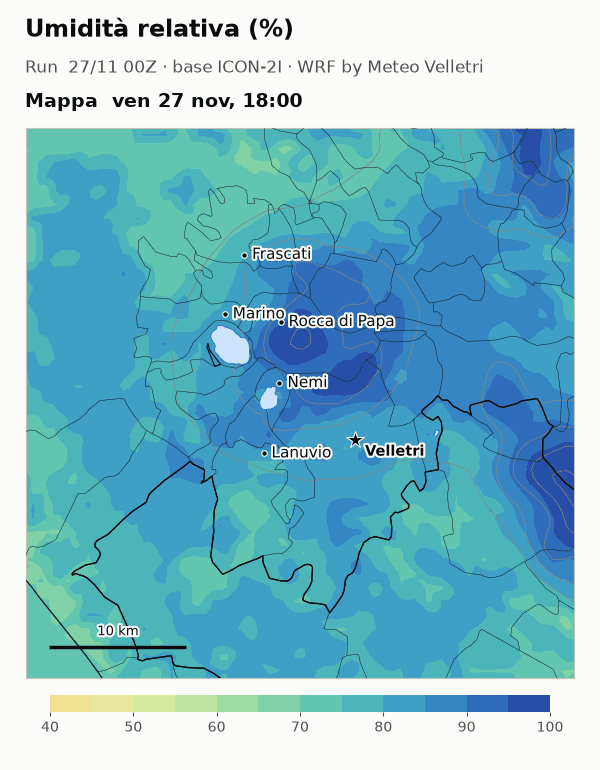 Umidità relativa (%)
Run  27/11 00Z · base ICON-2I · WRF by Meteo Velletri
Mappa  ven 27 nov, 18:00
Frascati
Marino
Rocca di Papa
Nemi
Velletri
Lanuvio
10 km
40 50 60 70 80 90 100